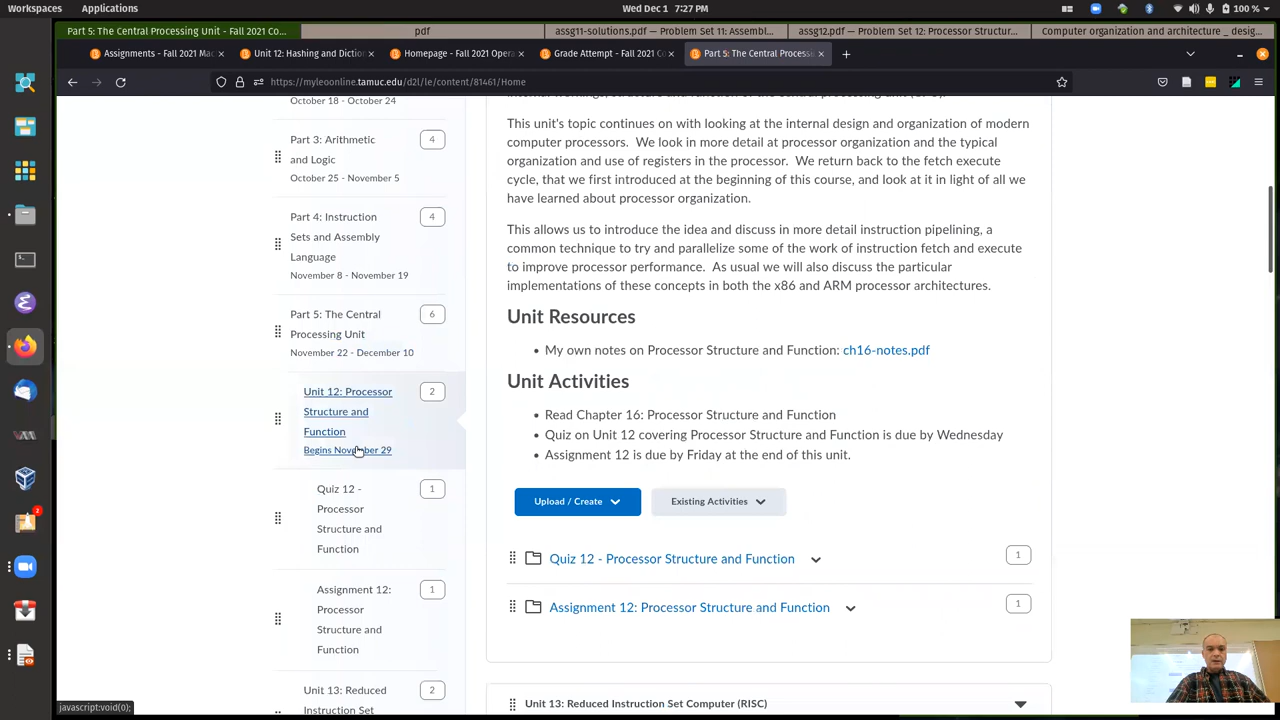 Workspaces Applications Wed Dec 1 7:27 PM 100 %
Part 5: The Central Processing Unit - Fall 2021 Co... pdf assg11-solutions.pdf — Problem Set 11: Assembl... assg12.pdf — Problem Set 12: Processor Structur... Computer organization and architecture _ desig...
Assignments - Fall 2021 Mac Unit 12: Hashing and Dictio Homepage - Fall 2021 Opera Grade Attempt - Fall 2021 Co Part 5: The Central Process
https://myleoonline.tamuc.edu/d2l/le/content/81461/Home
October 18 - October 24
Part 3: Arithmetic and Logic 4
October 25 - November 5
Part 4: Instruction Sets and Assembly Language 4
November 8 - November 19
Part 5: The Central Processing Unit 6
November 22 - December 10
Unit 12: Processor Structure and Function 2
Begins November 29
Quiz 12 - Processor Structure and Function 1
Assignment 12: Processor Structure and Function 1
Unit 13: Reduced Instruction Set 2
This unit's topic continues on with looking at the internal design and organization of modern
computer processors. We look in more detail at processor organization and the typical
organization and use of registers in the processor. We return back to the fetch execute
cycle, that we first introduced at the beginning of this course, and look at it in light of all we
have learned about processor organization.
This allows us to introduce the idea and discuss in more detail instruction pipelining, a
common technique to try and parallelize some of the work of instruction fetch and execute
to improve processor performance. As usual we will also discuss the particular
implementations of these concepts in both the x86 and ARM processor architectures.
Unit Resources
• My own notes on Processor Structure and Function: ch16-notes.pdf
Unit Activities
• Read Chapter 16: Processor Structure and Function
• Quiz on Unit 12 covering Processor Structure and Function is due by Wednesday
• Assignment 12 is due by Friday at the end of this unit.
Upload / Create Existing Activities
Quiz 12 - Processor Structure and Function 1
Assignment 12: Processor Structure and Function 1
Unit 13: Reduced Instruction Set Computer (RISC)
javascript:void(0);
2